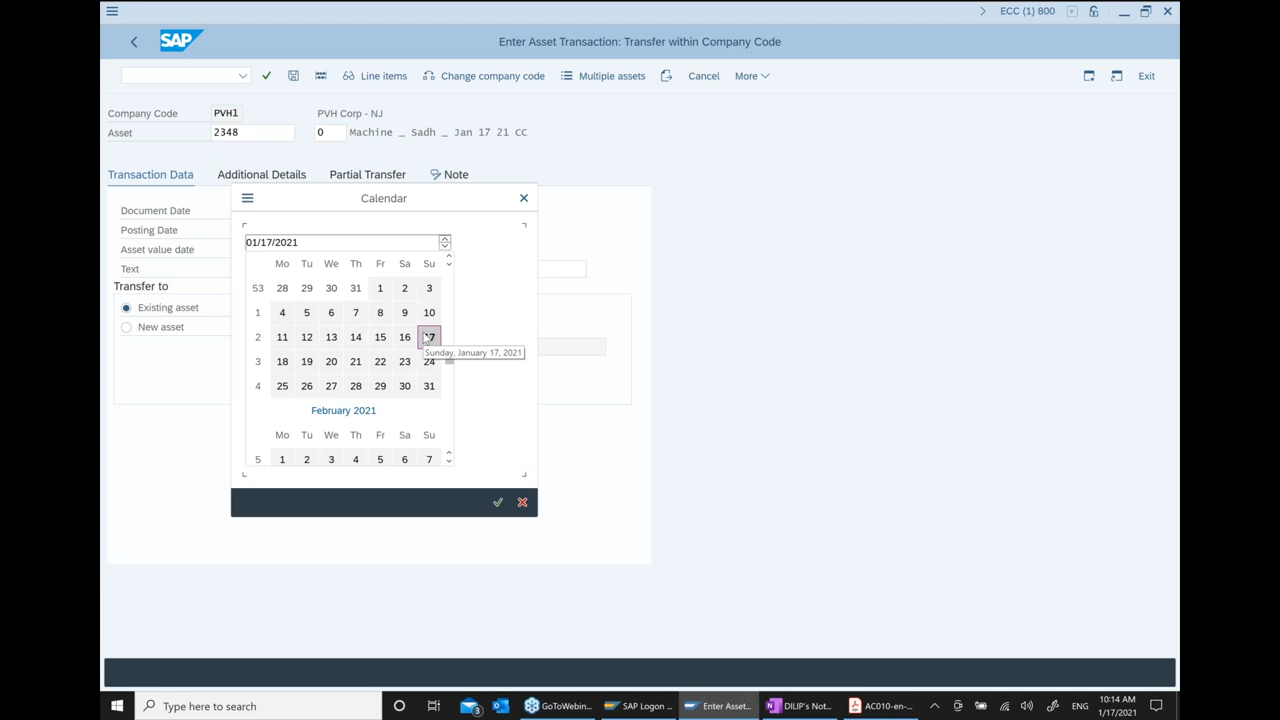 ECC (1) 800
SAP
Enter Asset Transaction: Transfer within Company Code
Line items Change company code Multiple assets Cancel More Exit
Company Code PVH1 PVH Corp - NJ
Asset 2348 0 Machine _ Sadh _ Jan 17 21 CC
Transaction Data Additional Details Partial Transfer Note
Document Date
Posting Date
Asset value date
Text
Transfer to
Existing asset
New asset
Calendar
01/17/2021
Mo Tu We Th Fr Sa Su
53 28 29 30 31 1 2 3
1 4 5 6 7 8 9 10
2 11 12 13 14 15 16 17
Sunday, January 17, 2021
3 18 19 20 21 22 23 24
4 25 26 27 28 29 30 31
February 2021
Mo Tu We Th Fr Sa Su
5 1 2 3 4 5 6 7
Type here to search
3
GoToWebin...
SAP Logon ...
Enter Asset...
DILIP's Not...
AC010-en-...
ENG
10:14 AM
1/17/2021